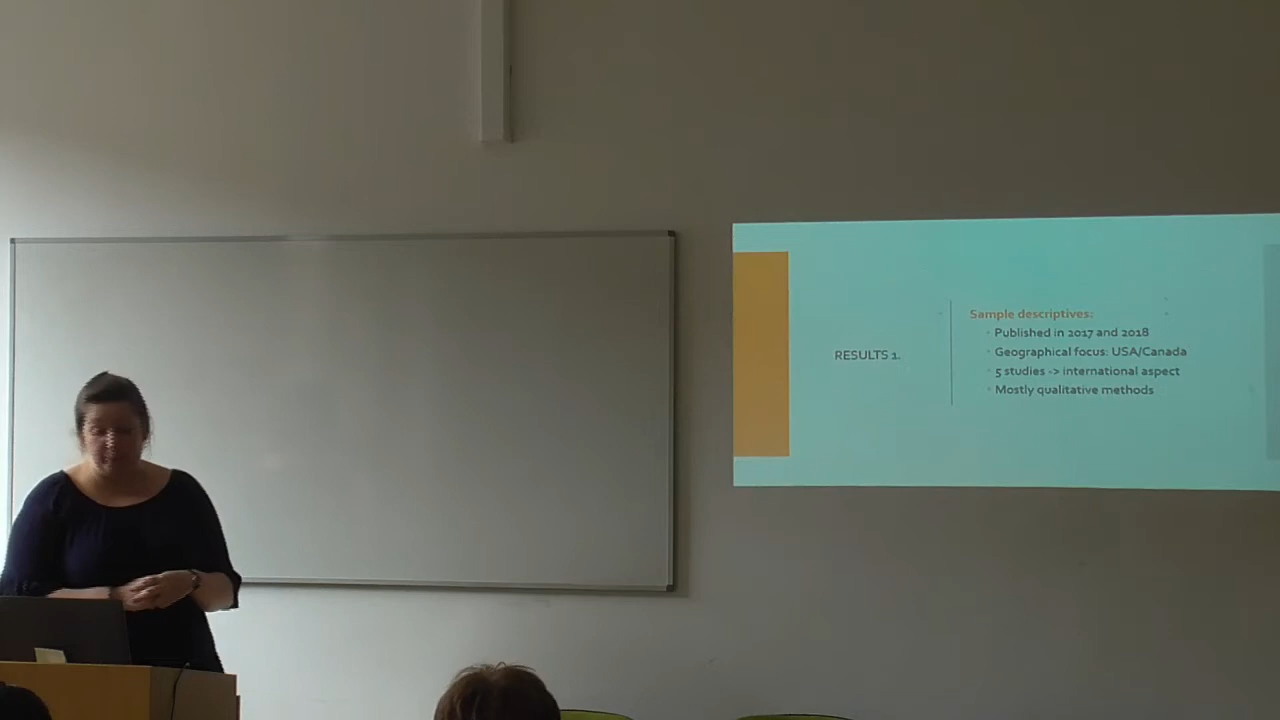 RESULTS 1.
Sample descriptives:
Published in 2017 and 2018
Geographical focus: USA/Canada
5 studies -> international aspect
Mostly qualitative methods